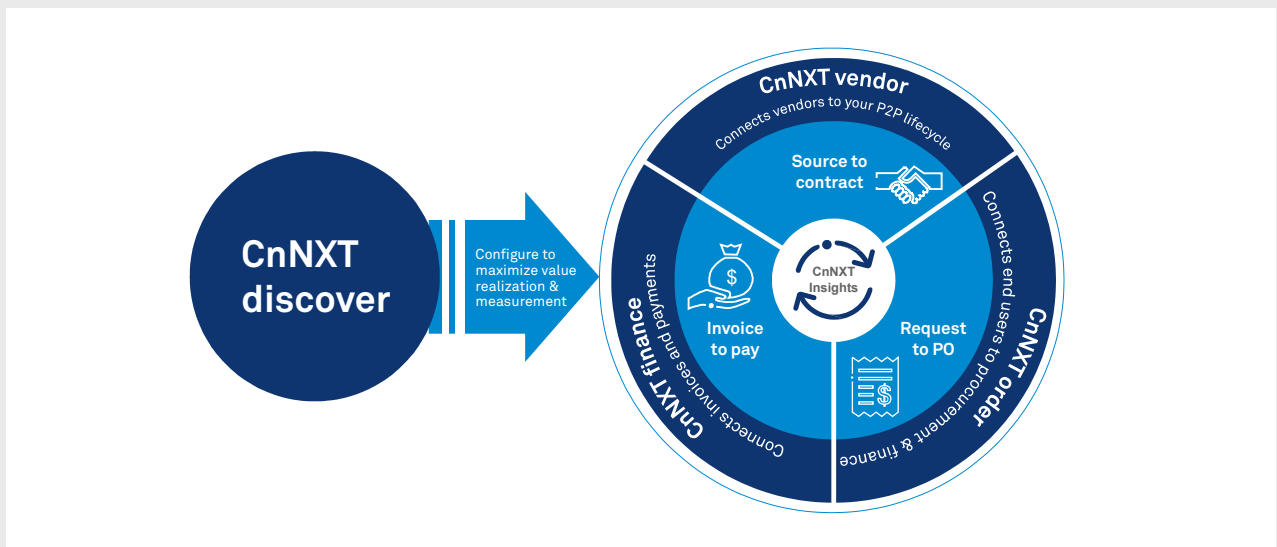 CnNXT
discover
Configure to
maximize value
realization &
measurement
CnNXT vendor
Connects vendors to your P2P lifecycle
Source to
contract
CnNXT
Insights
$
Invoice
to pay
Request
to PO
$
CnNXT finance
Connects invoices and payments
CnNXT order
Connects end users to procurement & finance